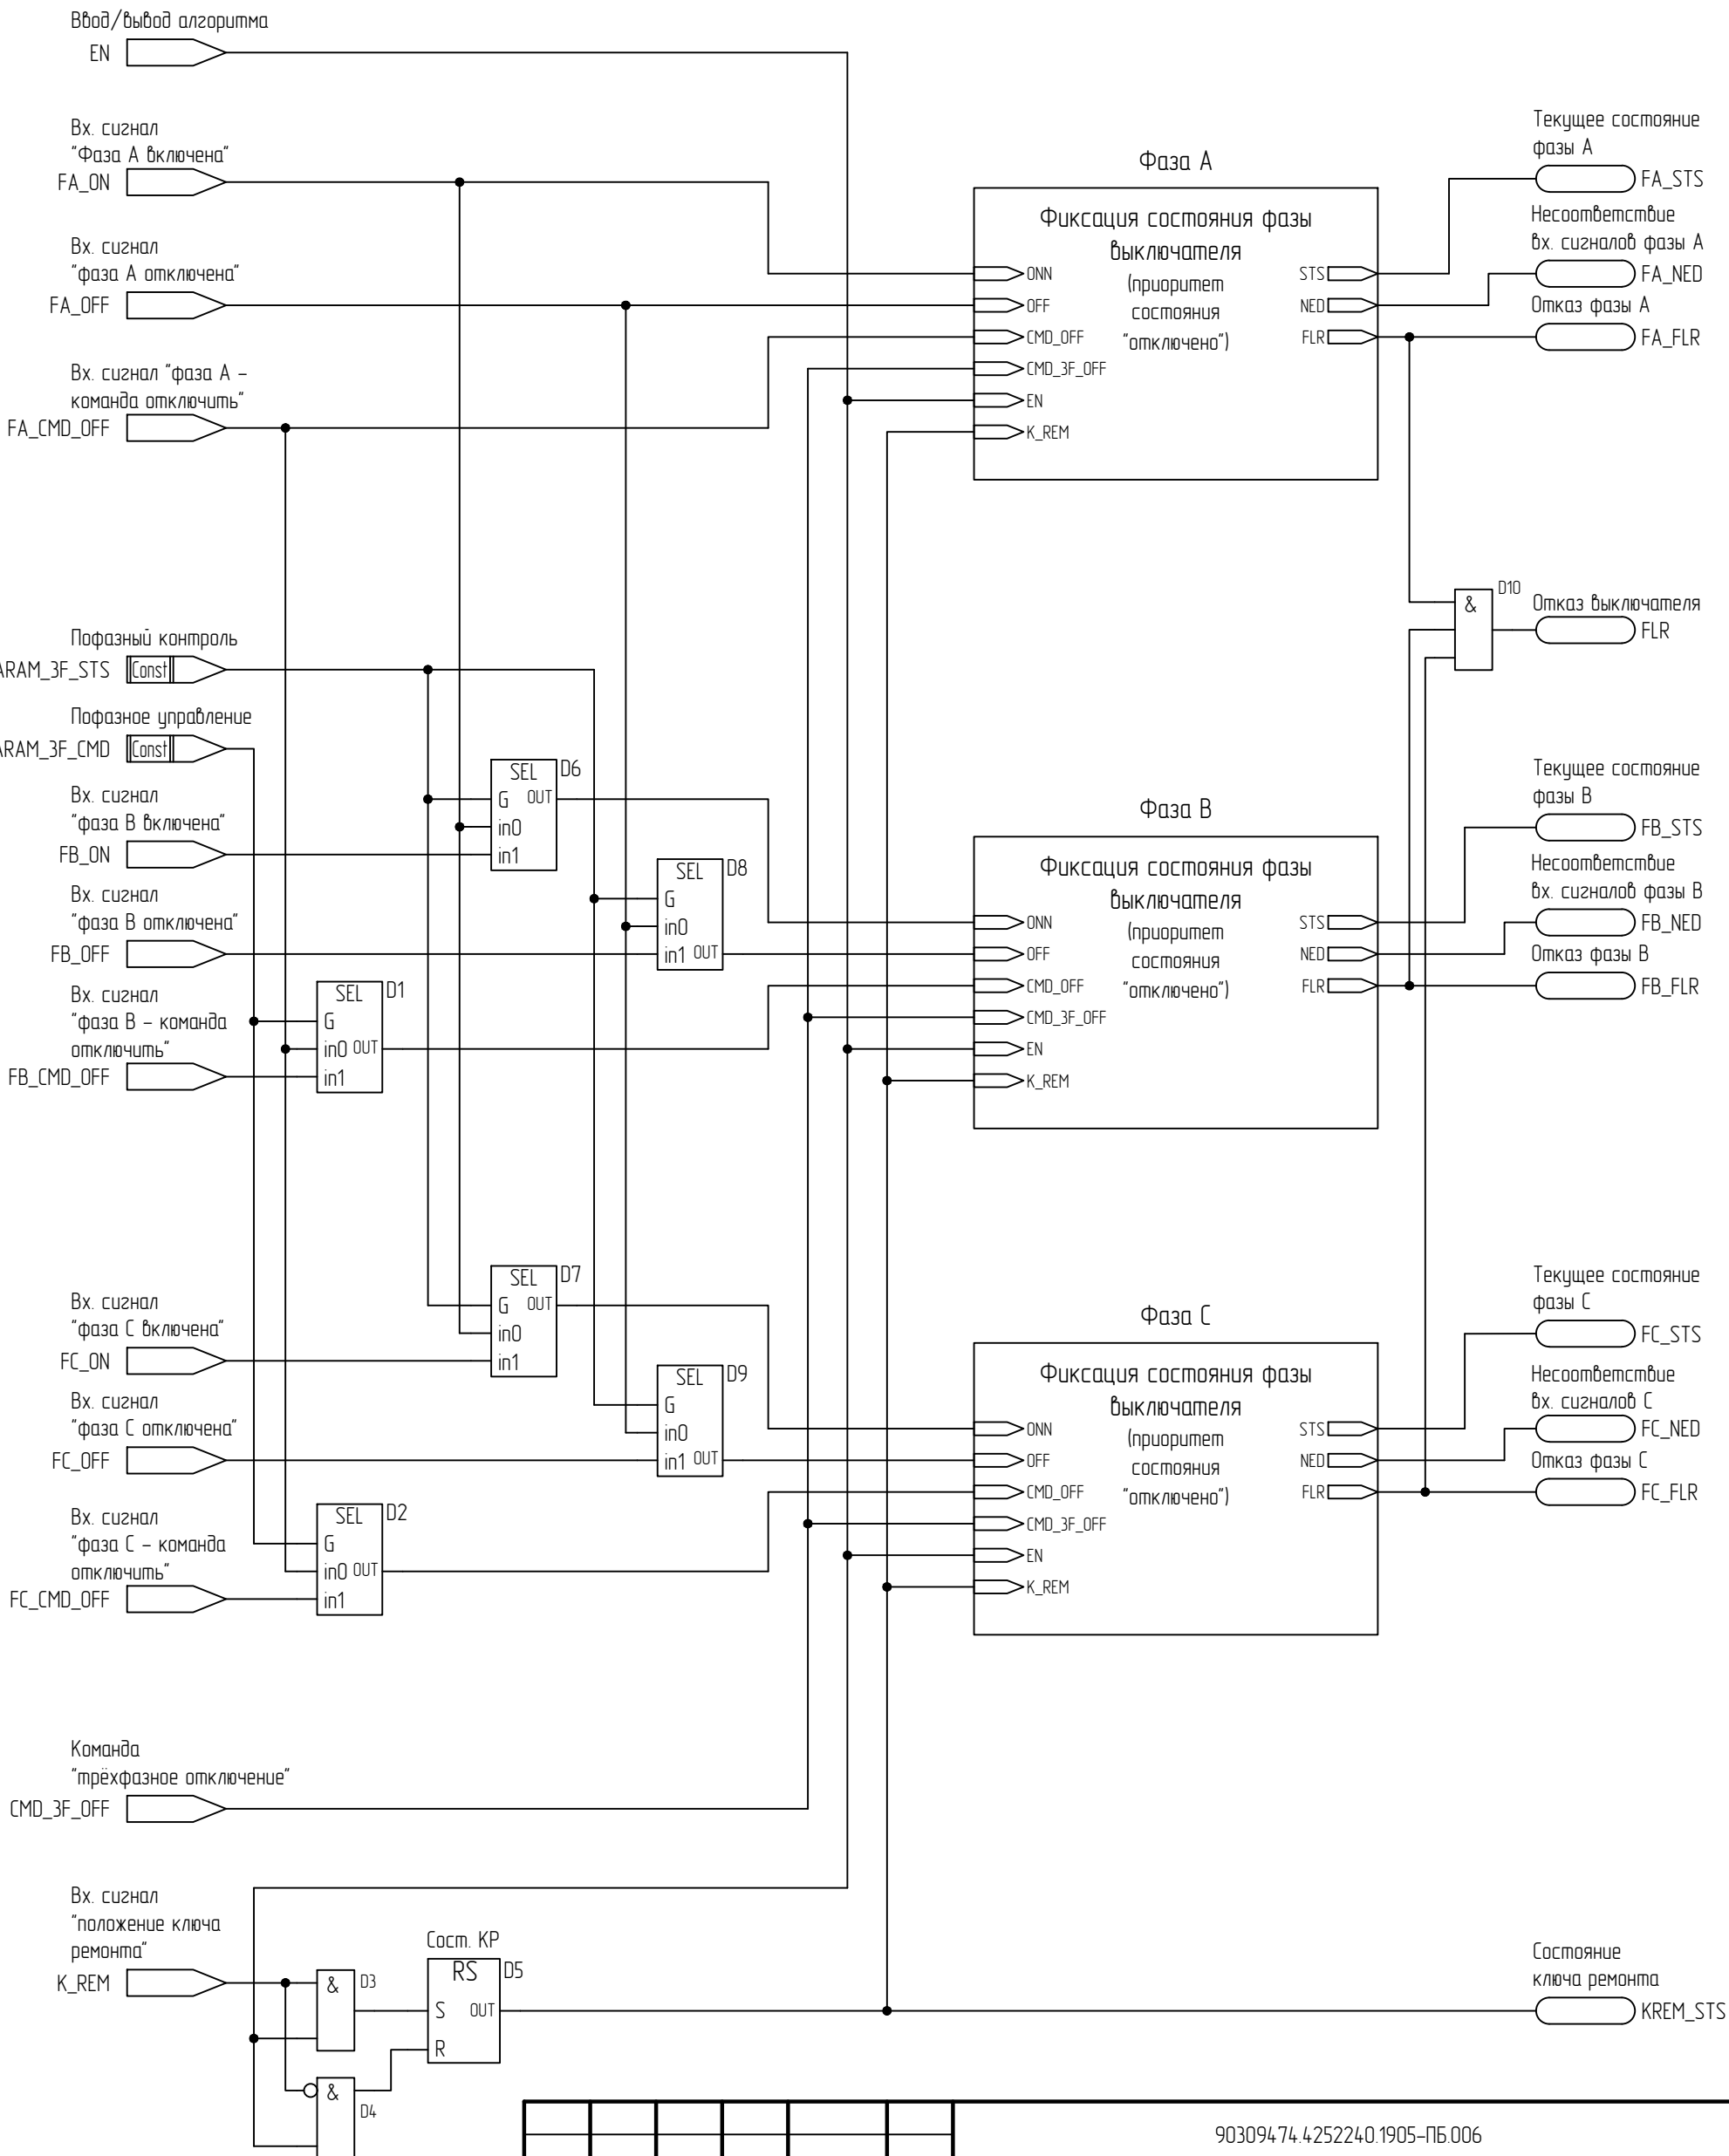 Ввод/вывод алгоритма
EN
Вх. сигнал
"Фаза А включена"
FA_ON
Вх. сигнал
"фаза А отключена"
FA_OFF
Вх. сигнал "фаза А –
команда отключить"
FA_CMD_OFF
Фаза А
Фиксация состояния фазы
выключателя
(приоритет
состояния
"отключено")
ONN
OFF
CMD_OFF
CMD_3F_OFF
EN
K_REM
STS
NED
FLR
Текущее состояние
фазы А
FA_STS
Несоответствие
вх. сигналов фазы А
FA_NED
Отказ фазы А
FA_FLR
&
D10
Отказ выключателя
FLR
Пофазный контроль
ARAM_3F_STS
Const
Пофазное управление
ARAM_3F_CMD
Const
Вх. сигнал
"фаза В включена"
FB_ON
Вх. сигнал
"фаза В отключена"
FB_OFF
Вх. сигнал
"фаза В – команда
отключить"
FB_CMD_OFF
SEL
D6
G OUT
in0
in1
SEL
D8
G
in0
in1 OUT
SEL
D1
G
in0 OUT
in1
Фаза В
Фиксация состояния фазы
выключателя
(приоритет
состояния
"отключено")
ONN
OFF
CMD_OFF
CMD_3F_OFF
EN
K_REM
STS
NED
FLR
Текущее состояние
фазы В
FB_STS
Несоответствие
вх. сигналов фазы В
FB_NED
Отказ фазы В
FB_FLR
Вх. сигнал
"фаза С включена"
FC_ON
Вх. сигнал
"фаза С отключена"
FC_OFF
Вх. сигнал
"фаза С – команда
отключить"
FC_CMD_OFF
SEL
D7
G OUT
in0
in1
SEL
D9
G
in0
in1 OUT
SEL
D2
G
in0 OUT
in1
Фаза С
Фиксация состояния фазы
выключателя
(приоритет
состояния
"отключено")
ONN
OFF
CMD_OFF
CMD_3F_OFF
EN
K_REM
STS
NED
FLR
Текущее состояние
фазы С
FC_STS
Несоответствие
вх. сигналов С
FC_NED
Отказ фазы С
FC_FLR
Команда
"трёхфазное отключение"
CMD_3F_OFF
Вх. сигнал
"положение ключа
ремонта"
K_REM
&
D3
&
D4
Сост. КР
RS
D5
S OUT
R
Состояние
ключа ремонта
KREM_STS
90309474.4252240.1905–ПБ.006